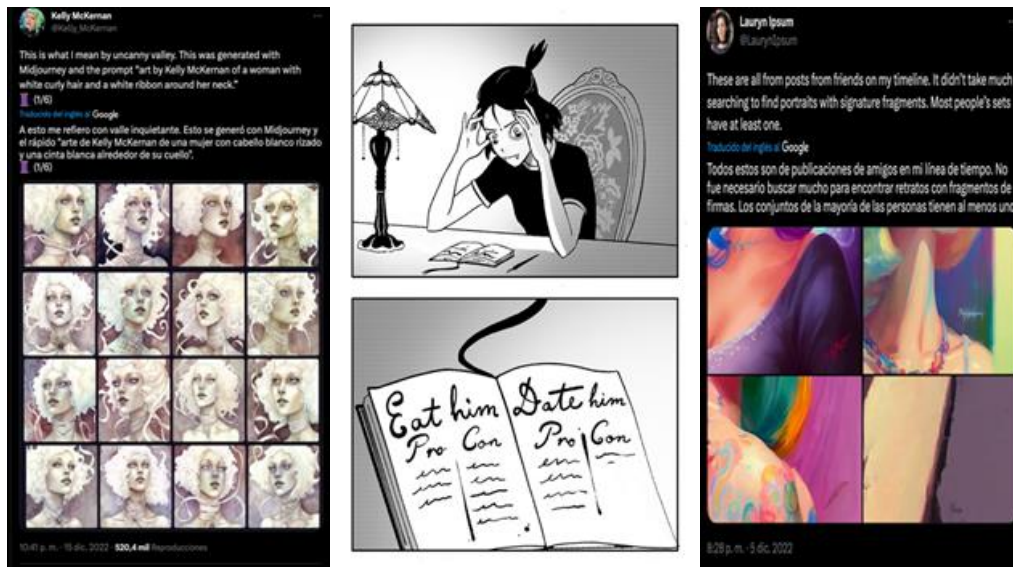 Kelly McKernan
@Kelly_McKernan
This is what I mean by uncanny valley. This was generated with
Midjourney and the prompt "art by Kelly McKernan of a woman with
white curly hair and a white ribbon around her neck."
(1/6)
Traducido del inglés al Google
A esto me refiero con valle inquietante. Esto se generó con Midjourney y
el rápido "arte de Kelly McKernan de una mujer con cabello blanco rizado
y una cinta blanca alrededor de su cuello".
(1/6)
10:41 p. m. · 15 dic. 2022 · 520,4 mil Reproducciones
Eat him
Pro Con
Date him
Pro Con
Lauryn Ipsum
@LaurynIpsum
These are all from posts from friends on my timeline. It didn't take much
searching to find portraits with signature fragments. Most people's sets
have at least one.
Traducido del inglés al Google
Todos estos son de publicaciones de amigos en mi línea de tiempo. No
fue necesario buscar mucho para encontrar retratos con fragmentos de
firmas. Los conjuntos de la mayoría de las personas tienen al menos uno
8:28 p. m. · 5 dic. 2022